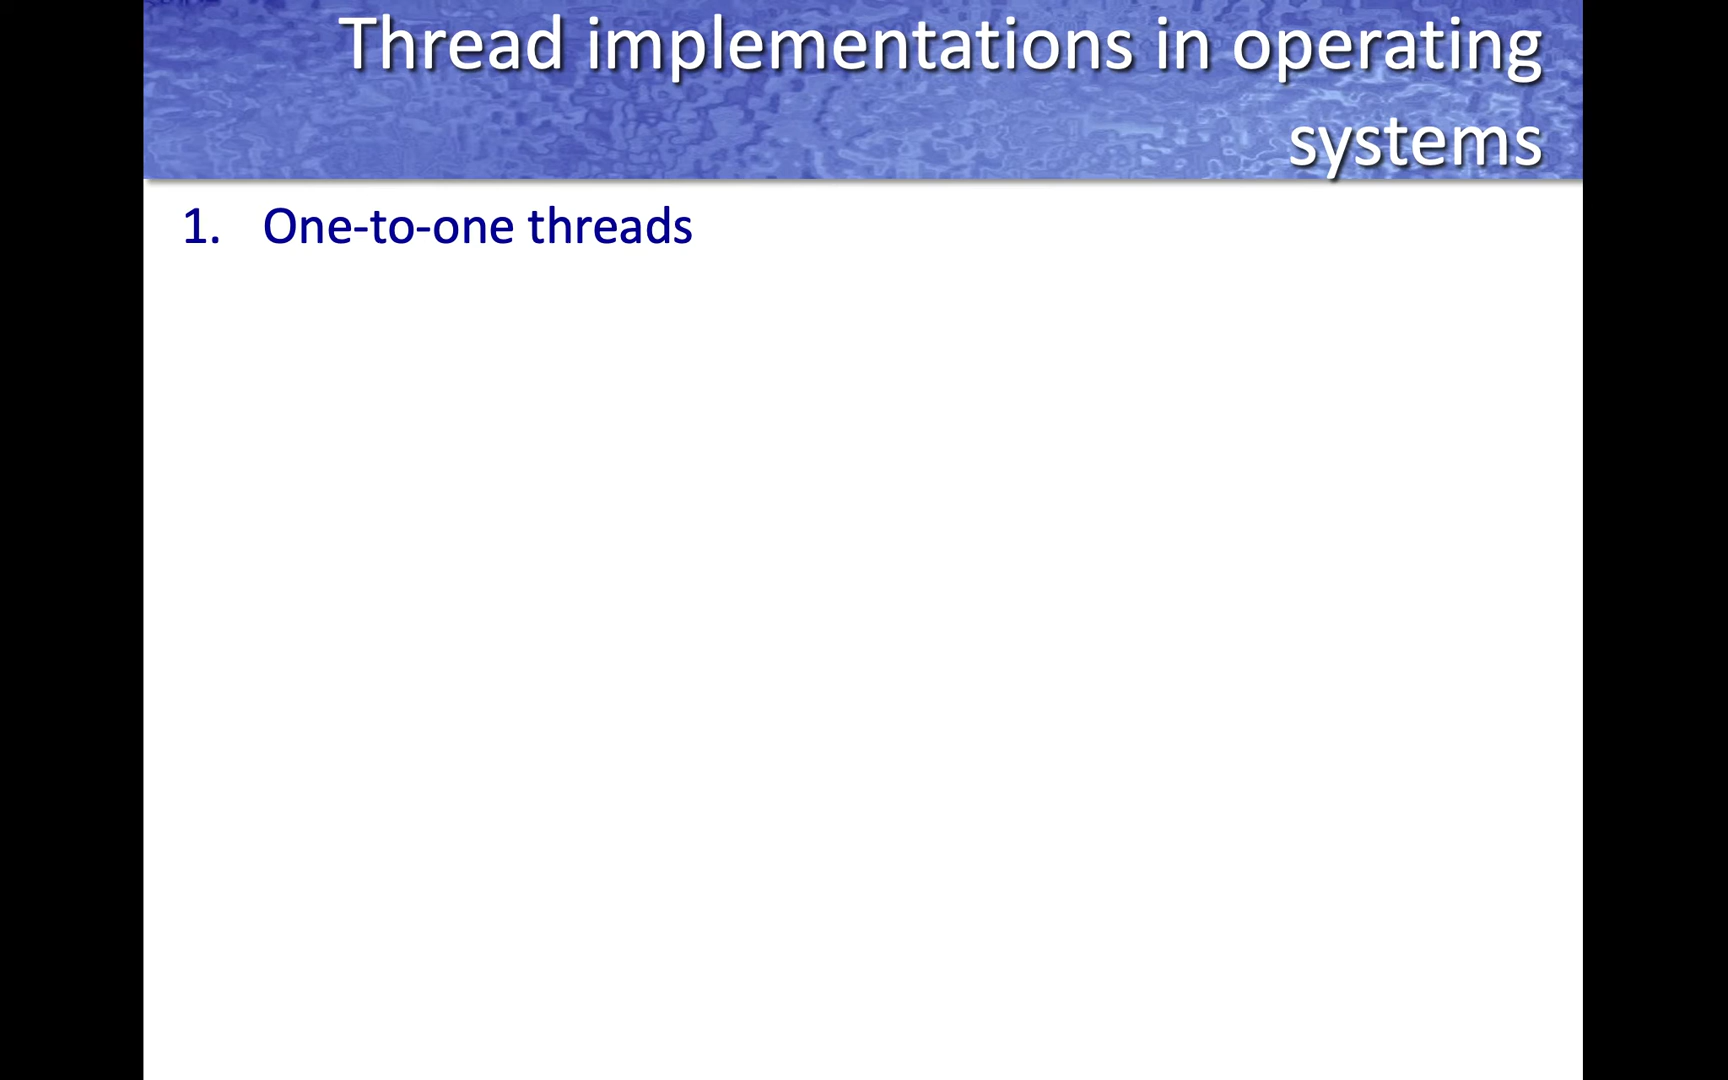 Thread implementations in operating
systems
1. One-to-one threads